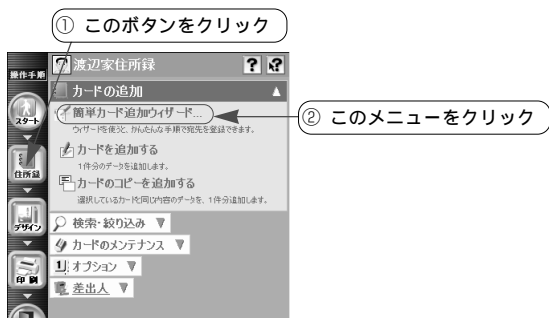 ① このボタンをクリック
操作手順
渡辺家住所録
カードの追加
スタート
簡単カード追加ウィザード...
ウィザードを使うと、かんたんな手順で宛先を登録できます。
② このメニューをクリック
カードを追加する
1件分のデータを追加します。
住所録
カードのコピーを追加する
選択しているカードと同じ内容のデータを、1件分追加します。
デザイン
検索・絞り込み
カードのメンテナンス
オプション
印刷
差出人